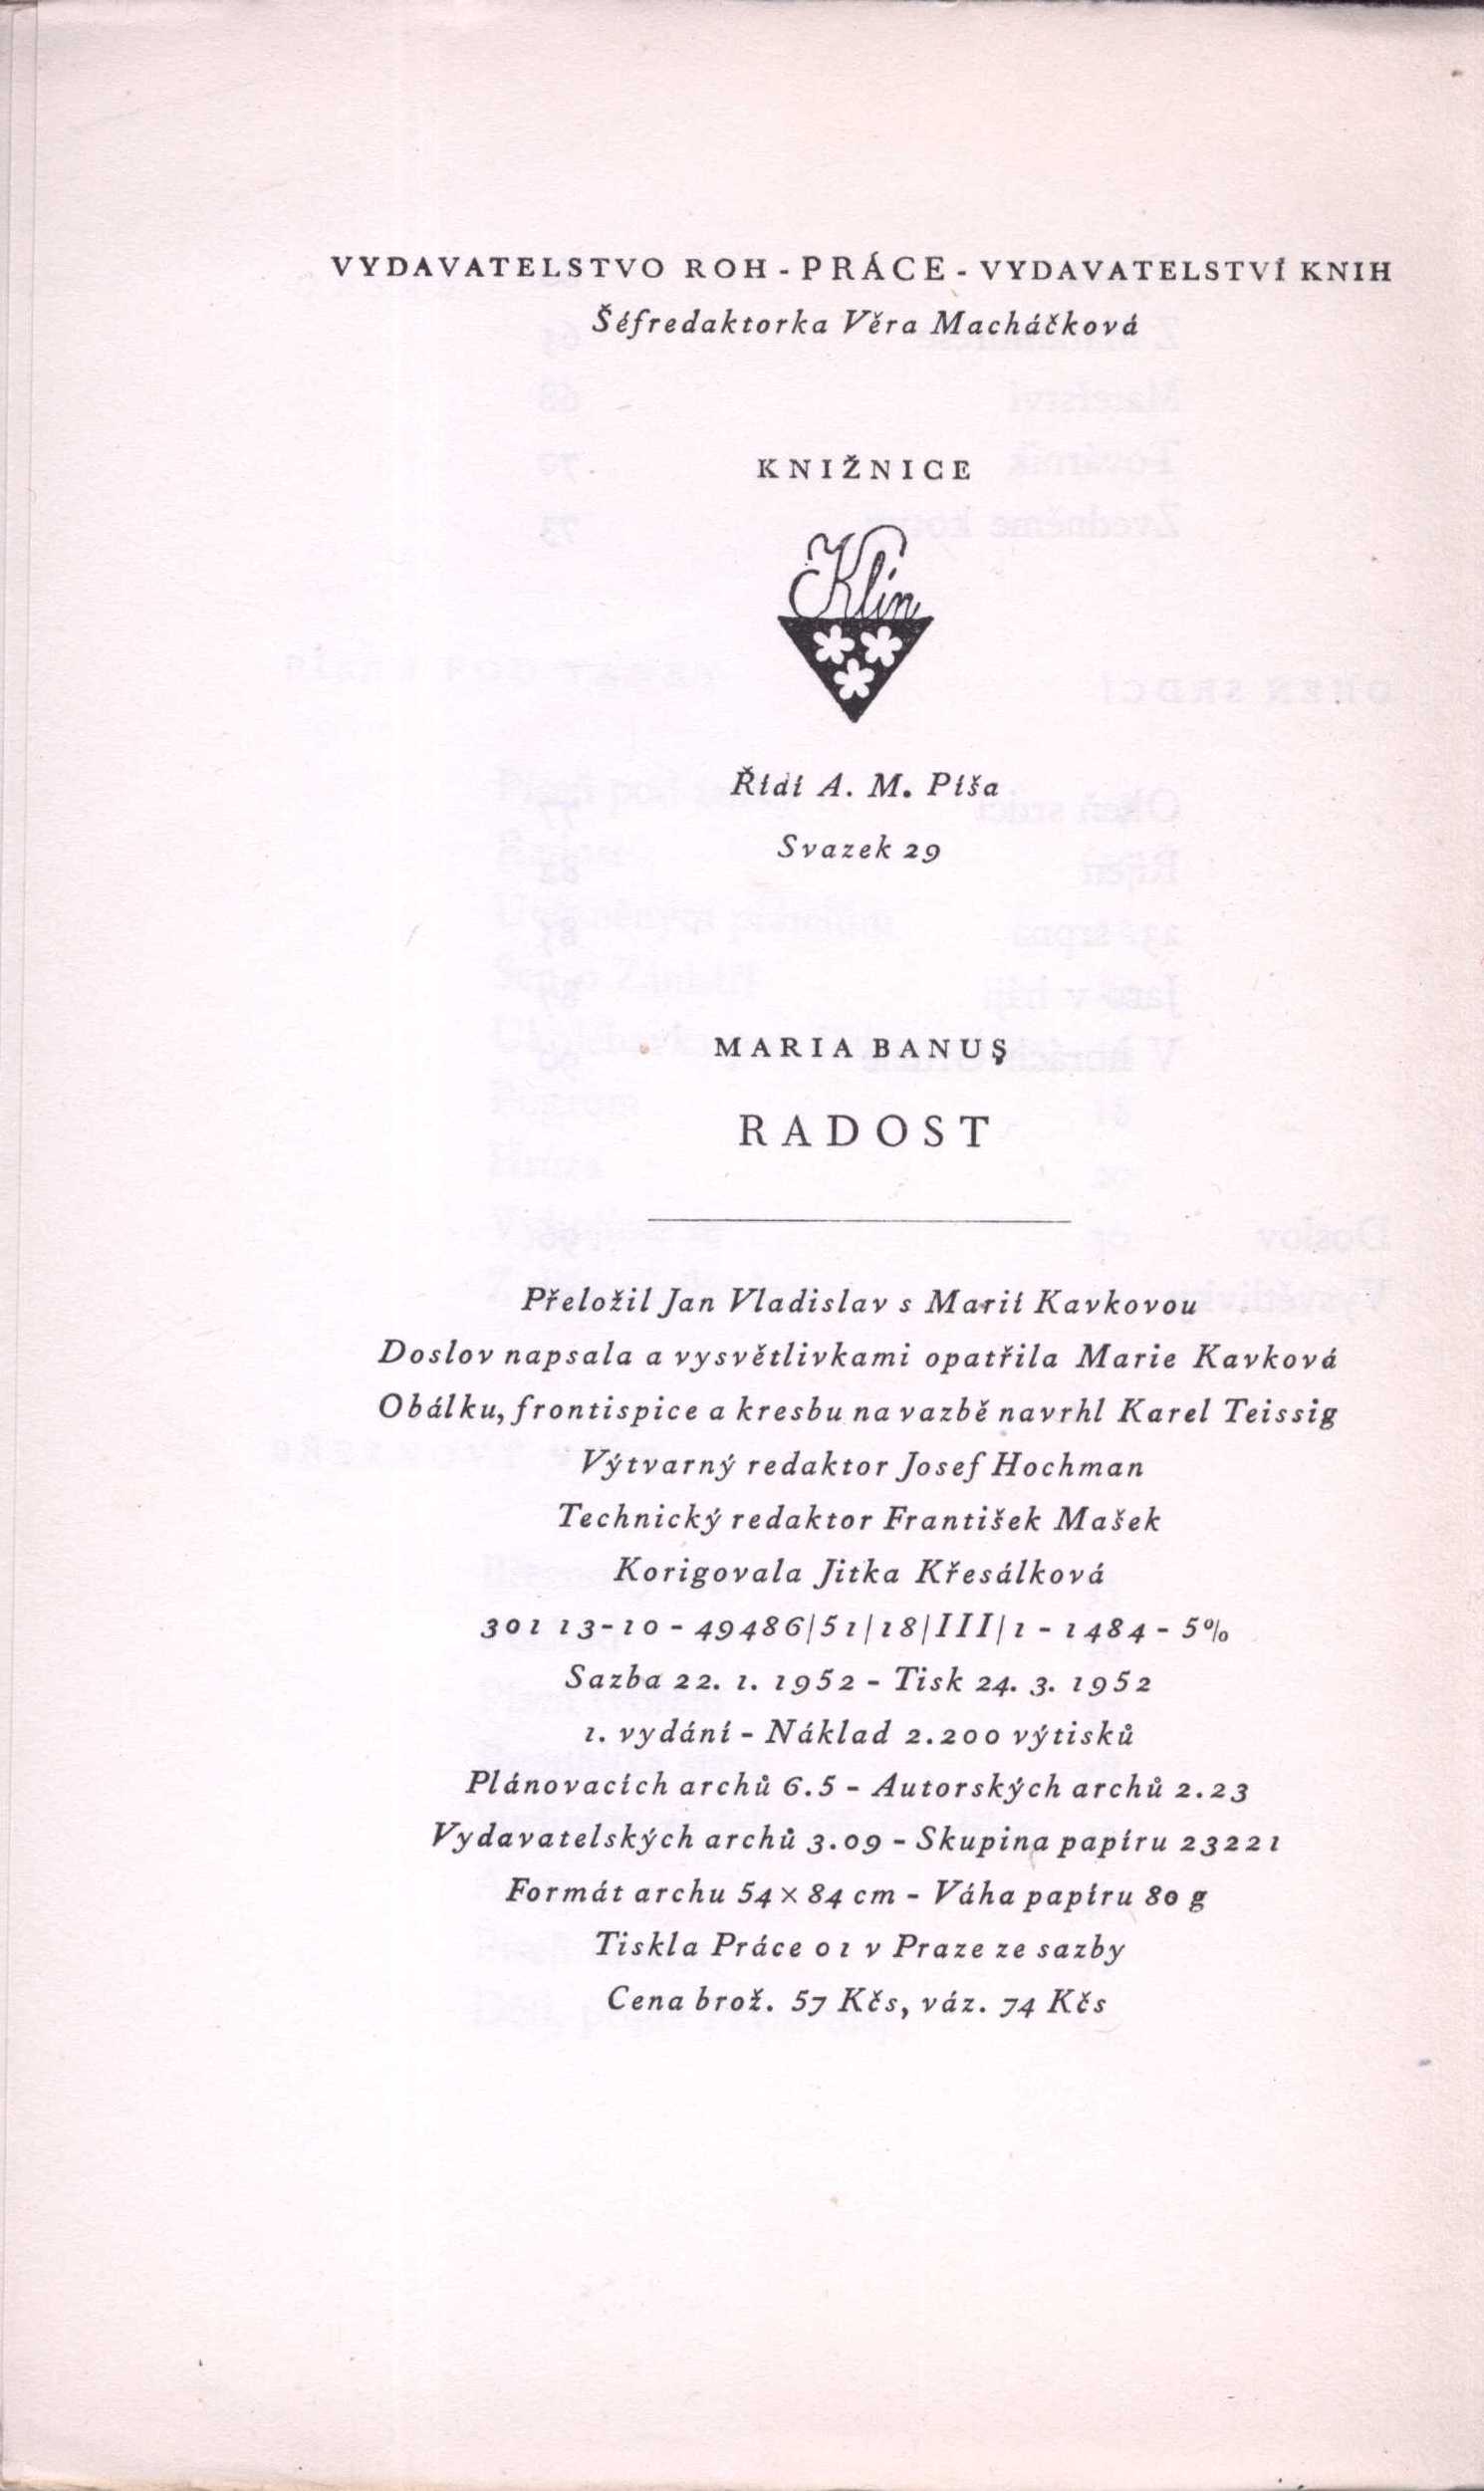 VYDAVATELSTVO ROH - PRÁCE - VYDAVATELSTVÍ KNIH
Šéfredaktorka Věra Macháčková
KNIŽNICE
Klín
Řídí A. M. Píša
Svazek 29
MARIA BANUŞ
RADOST
Přeložil Jan Vladislav s Marií Kavkovou
Doslov napsala a vysvětlivkami opatřila Marie Kavková
Obálku, frontispice a kresbu na vazbě navrhl Karel Teissig
Výtvarný redaktor Josef Hochman
Technický redaktor František Mašek
Korigovala Jitka Křesálková
301 13-10 - 49486|51|18|III|1 - 1484 - 5%
Sazba 22. 1. 1952 - Tisk 24. 3. 1952
1. vydání - Náklad 2.200 výtisků
Plánovacích archů 6.5 - Autorských archů 2.23
Vydavatelských archů 3.09 - Skupina papíru 23221
Formát archu 54 × 84 cm - Váha papíru 80 g
Tiskla Práce 01 v Praze ze sazby
Cena brož. 57 Kčs, váz. 74 Kčs